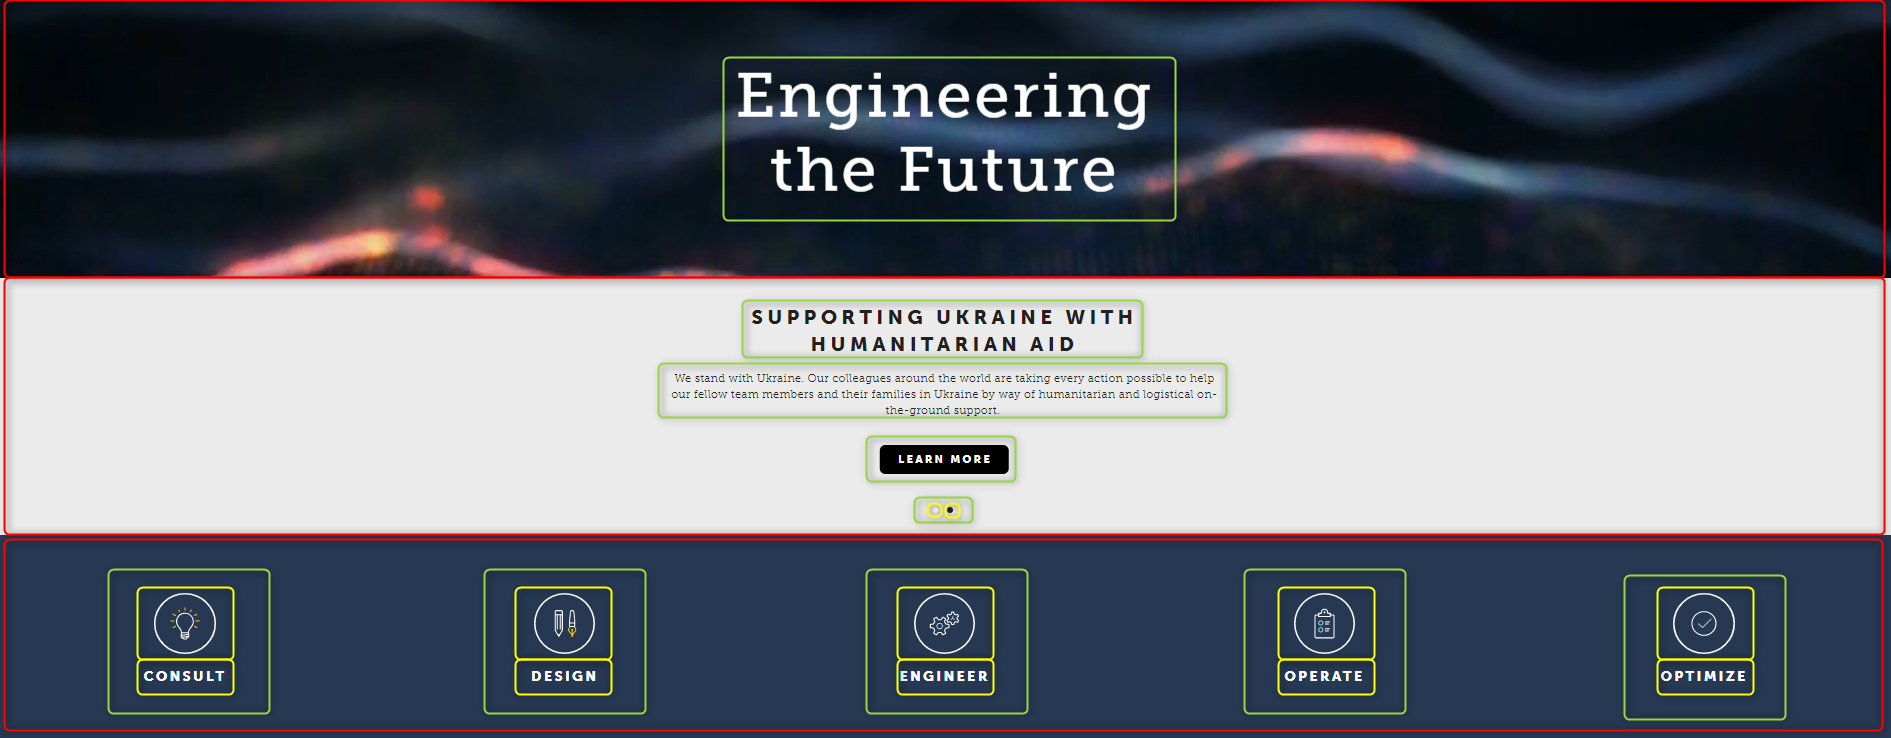 Engineering
the Future
SUPPORTING UKRAINE WITH
HUMANITARIAN AID
We stand with Ukraine. Our colleagues around the world are taking every action possible to help
our fellow team members and their families in Ukraine by way of humanitarian and logistical on-
the-ground support.
LEARN MORE
CONSULT
DESIGN
ENGINEER
OPERATE
OPTIMIZE